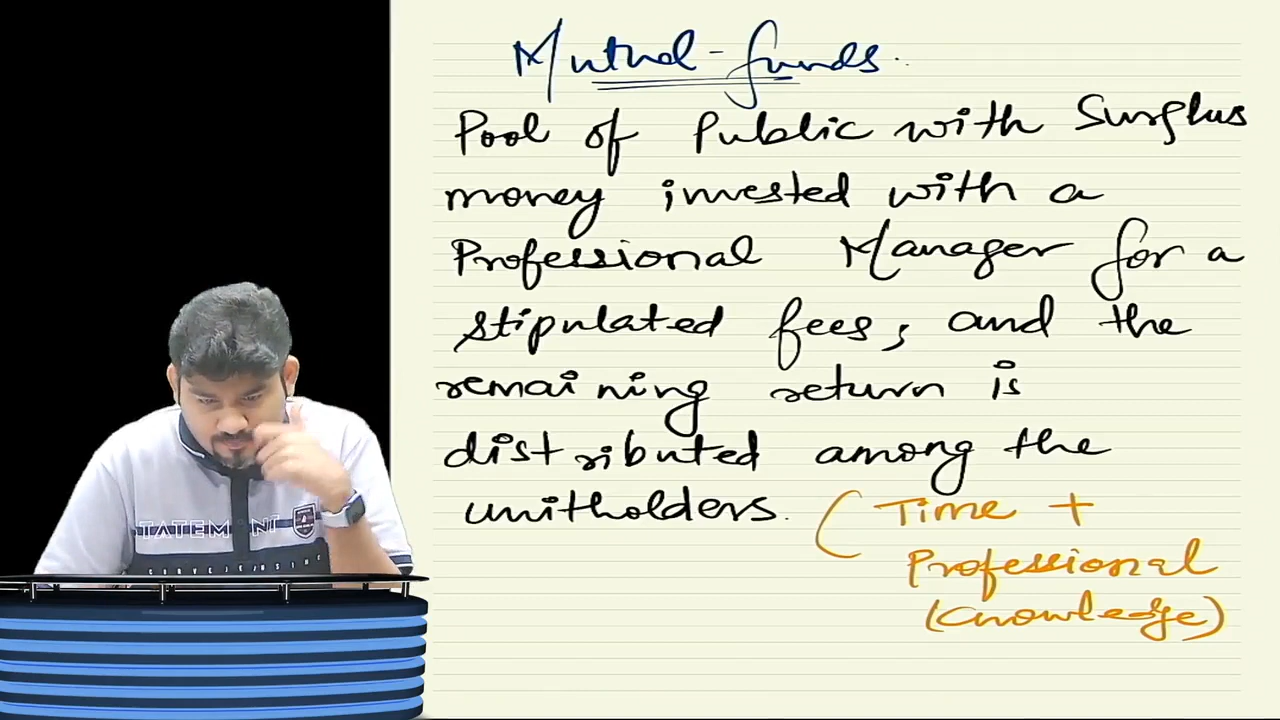 Mutual-funds.
Pool of Public with Surplus
money invested with a
Professional Manager for a
stipulated fees, and the
remaining return is
distributed among the
unitholders. (Time +
Professional
Knowledge)
TATEMENT